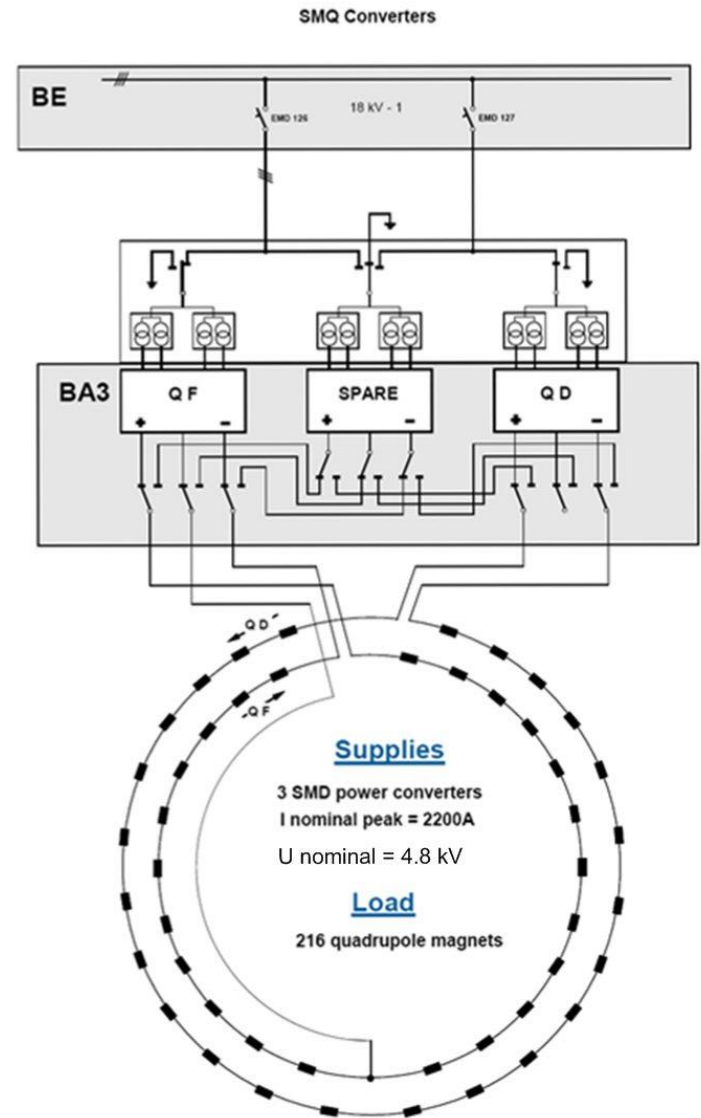 SMQ Converters
BE
18 kV - 1
EMD 126
EMD 127
BA3
Q F
SPARE
Q D
+ -
+ -
+ -
Q D
Q F
Supplies
3 SMD power converters
I nominal peak = 2200A
U nominal = 4.8 kV
Load
216 quadrupole magnets